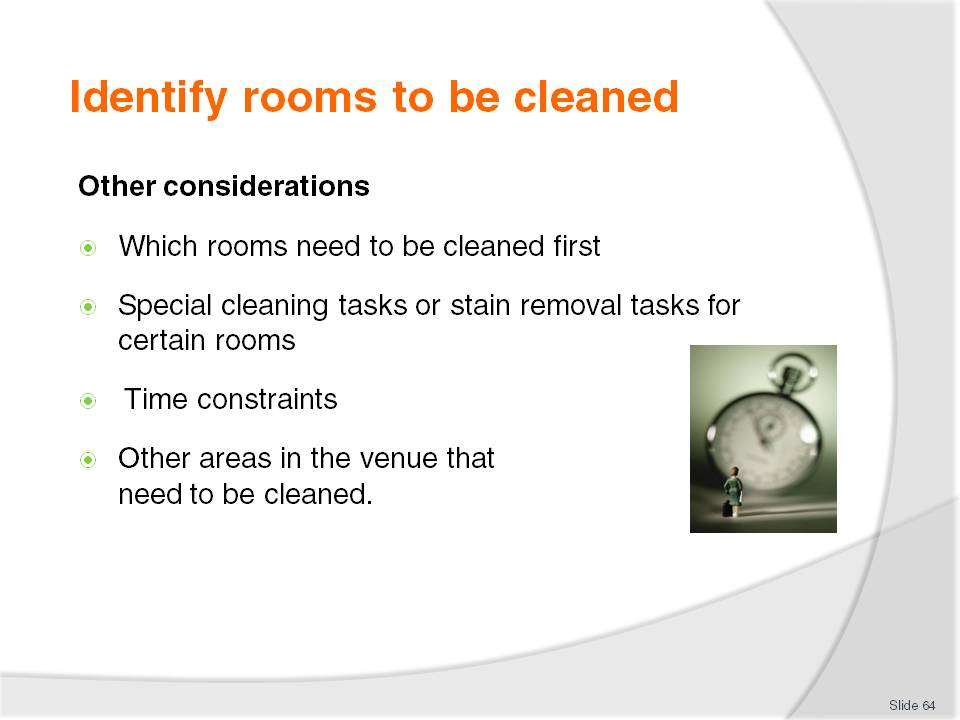 Identify rooms to be cleaned
Other considerations
Which rooms need to be cleaned first
Special cleaning tasks or stain removal tasks for
certain rooms
Time constraints
Other areas in the venue that
need to be cleaned.
Slide 64